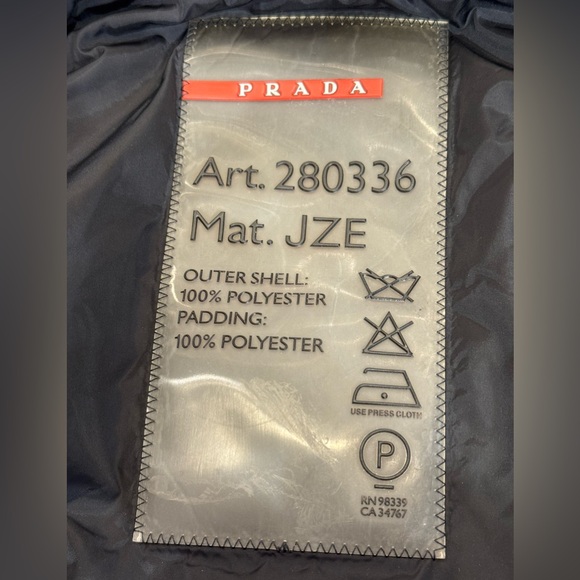 PRADA
Art. 280336
Mat. JZE
OUTER SHELL:
100% POLYESTER
PADDING:
100% POLYESTER
USE PRESS CLOTH
P
RN 98339
CA 34767